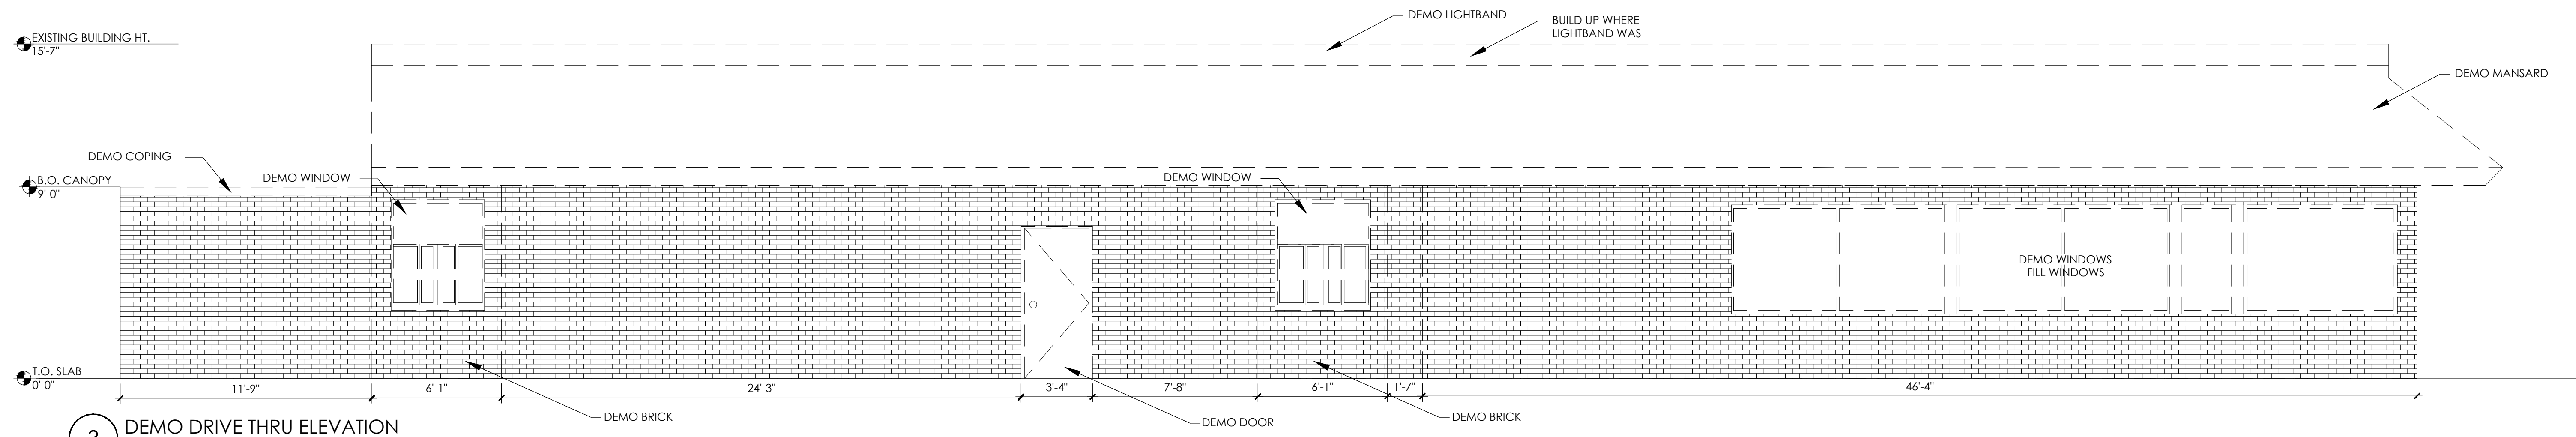 DEMO LIGHTBAND
BUILD UP WHERE
LIGHTBAND WAS
EXISTING BUILDING HT.
15'-7"
DEMO MANSARD
DEMO COPING
DEMO WINDOW
DEMO WINDOW
B.O. CANOPY
9'-0"
DEMO WINDOWS
FILL WINDOWS
T.O. SLAB
0'-0"
11'-9"
6'-1"
24'-3"
3'-4"
7'-8"
6'-1"
1'-7"
46'-4"
DEMO BRICK
DEMO DOOR
DEMO BRICK
DEMO DRIVE THRU ELEVATION